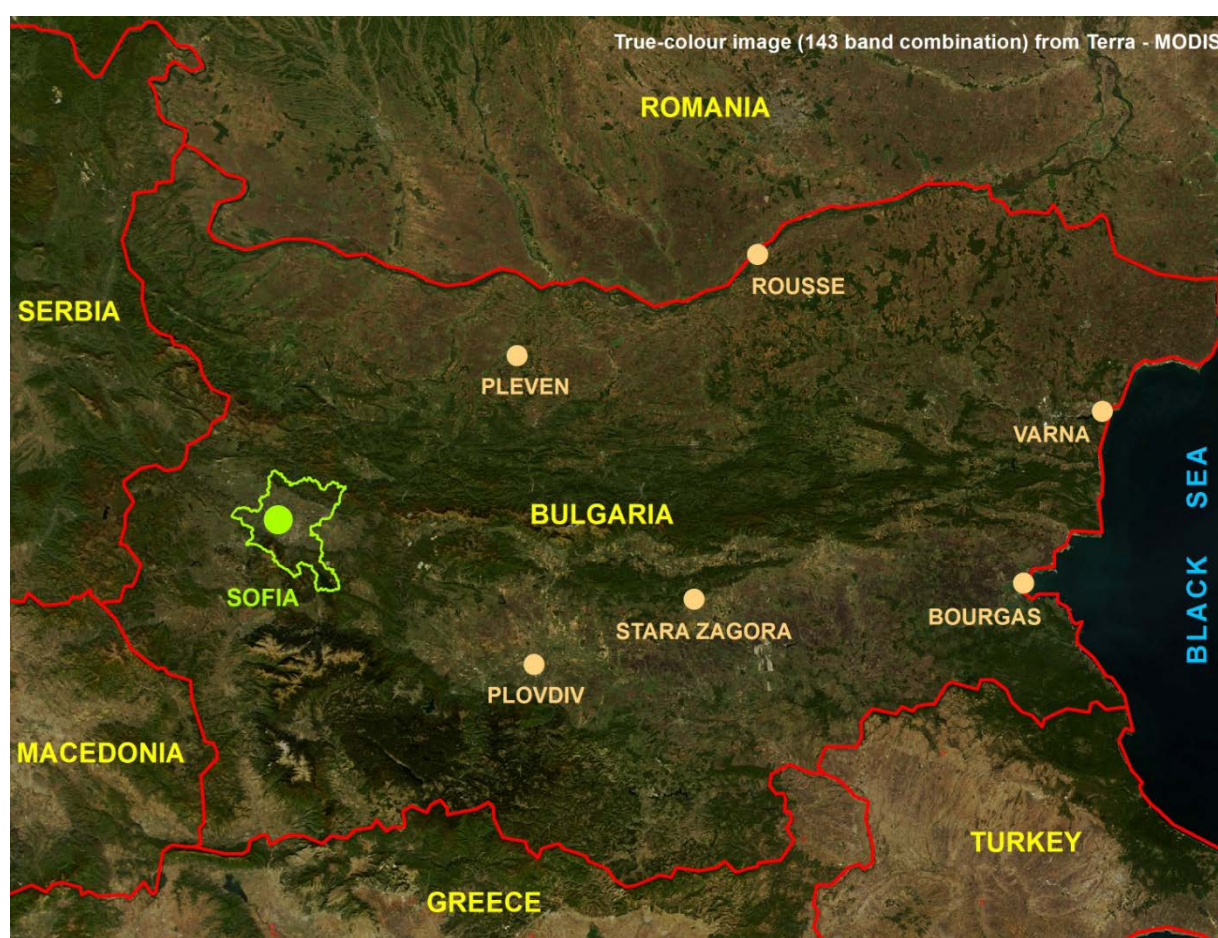 True-colour image (143 band combination) from Terra - MODIS
ROMANIA
ROUSSE
SERBIA
PLEVEN
VARNA
BLACK SEA
BULGARIA
SOFIA
STARA ZAGORA
BOURGAS
PLOVDIV
MACEDONIA
TURKEY
GREECE